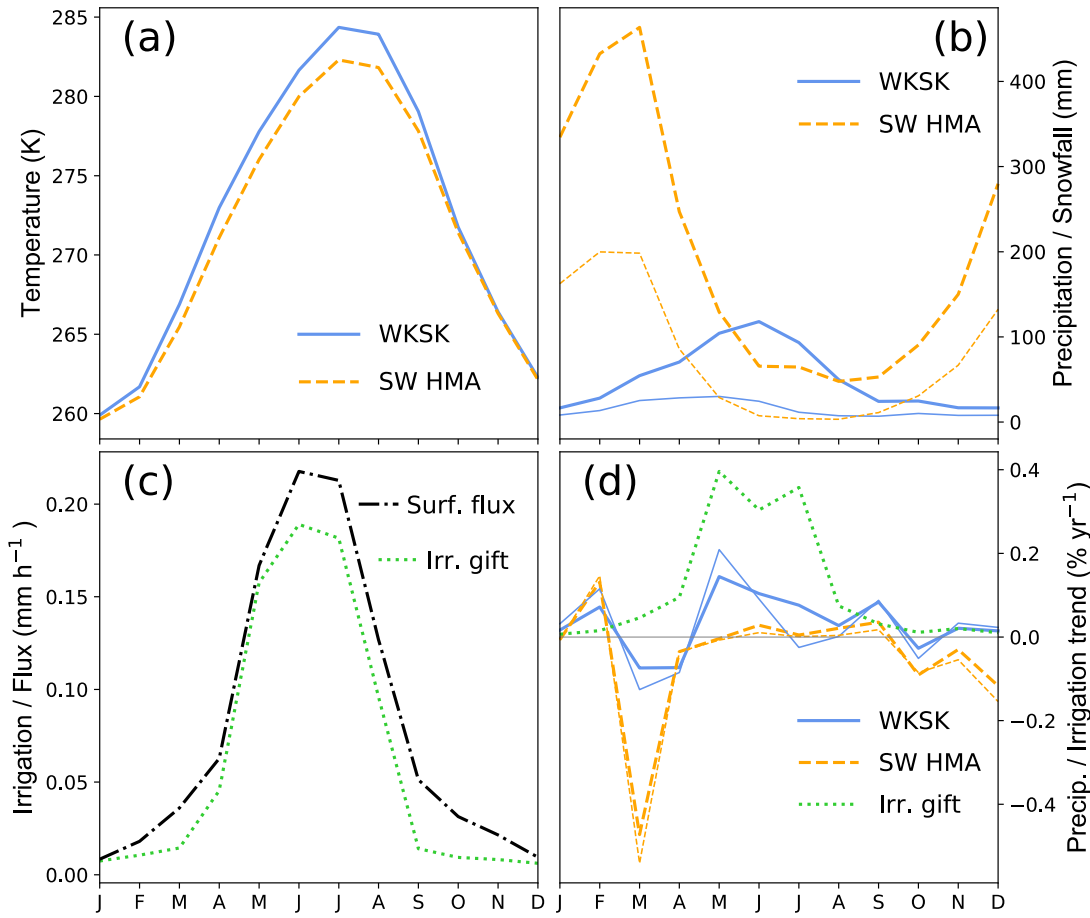 (a)
Temperature (K)
285
280
275
270
265
260
WKSK
SW HMA
(b)
WKSK
SW HMA
Precipitation / Snowfall (mm)
400
300
200
100
0
(c)
Irrigation / Flux (mm h⁻¹)
0.20
0.15
0.10
0.05
0.00
Surf. flux
Irr. gift
J F M A M J J A S O N D
(d)
Precip. / Irrigation trend (% yr⁻¹)
0.4
0.2
0.0
−0.2
−0.4
WKSK
SW HMA
Irr. gift
J F M A M J J A S O N D